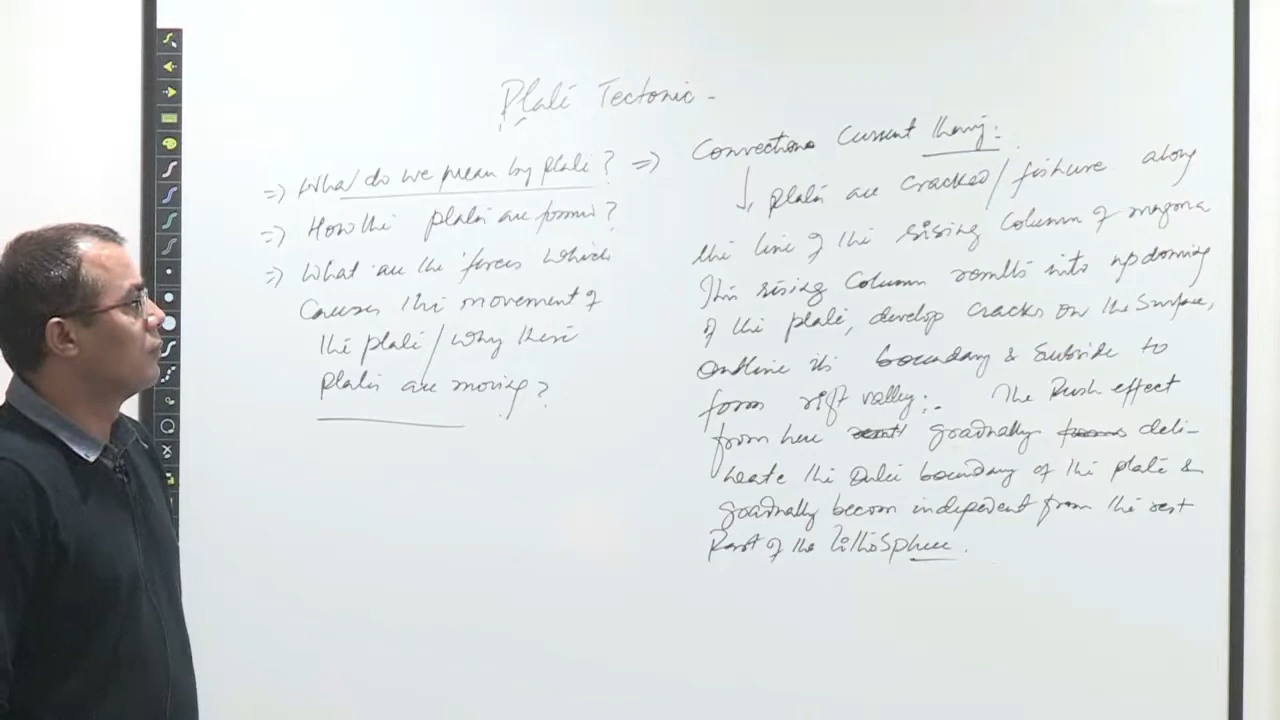 Plate Tectonic -
=> What do we mean by plate?
=> How the plates are formed?
=> What are the forces which
causes the movement of
the plate / why there
plates are moving?
=> Convectione Current theory:
↓ plates are cracked / fishure along
the line of the rising column of magma
This rising column results into updoming
of the plate, develop cracks on the surface,
outline its boundary & subside to
form rift valley:. The Push effect
from here gradually deli-
neate the outer boundary of the plate &
gradually becom independent from the rest
Part of the lithosphere.